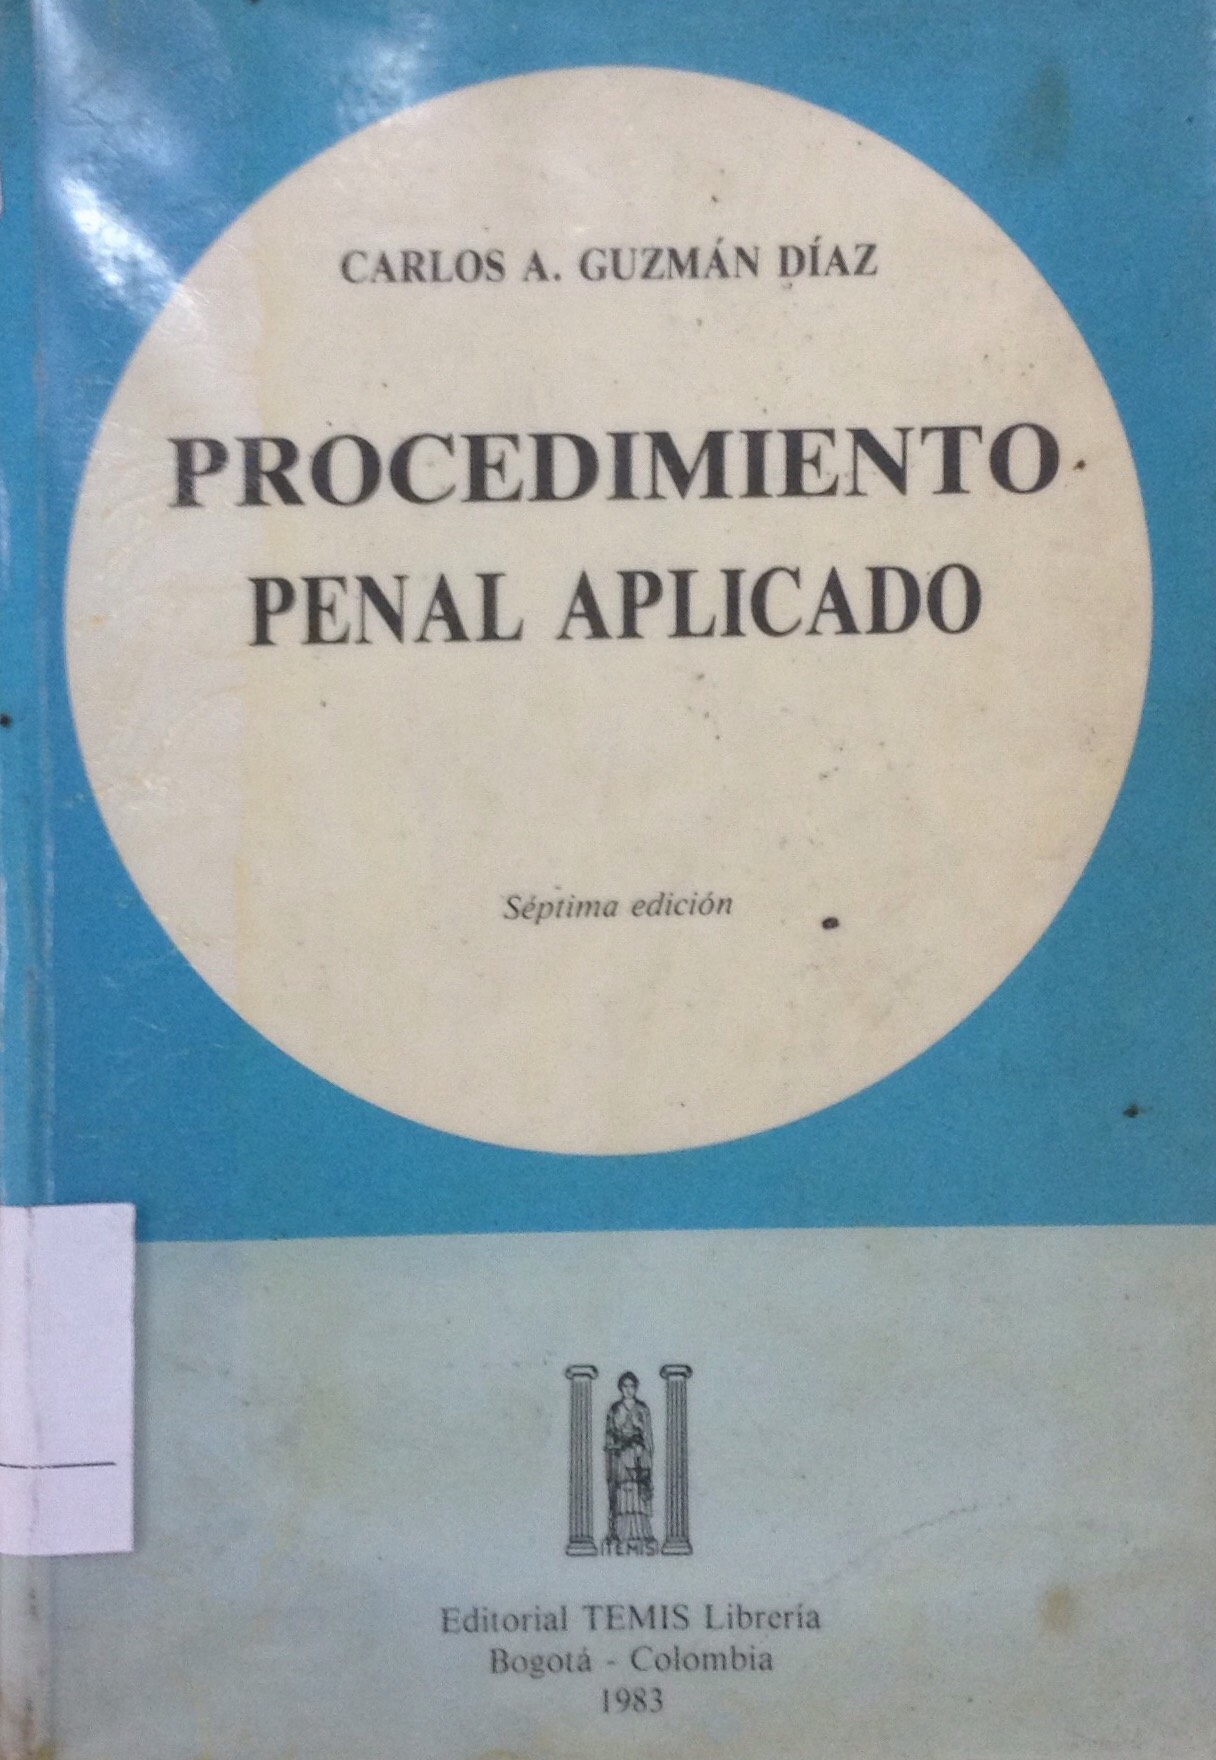 CARLOS A. GUZMÁN DÍAZ
PROCEDIMIENTO
PENAL APLICADO
Séptima edición
TEMIS
Editorial TEMIS Librería
Bogotá - Colombia
1983